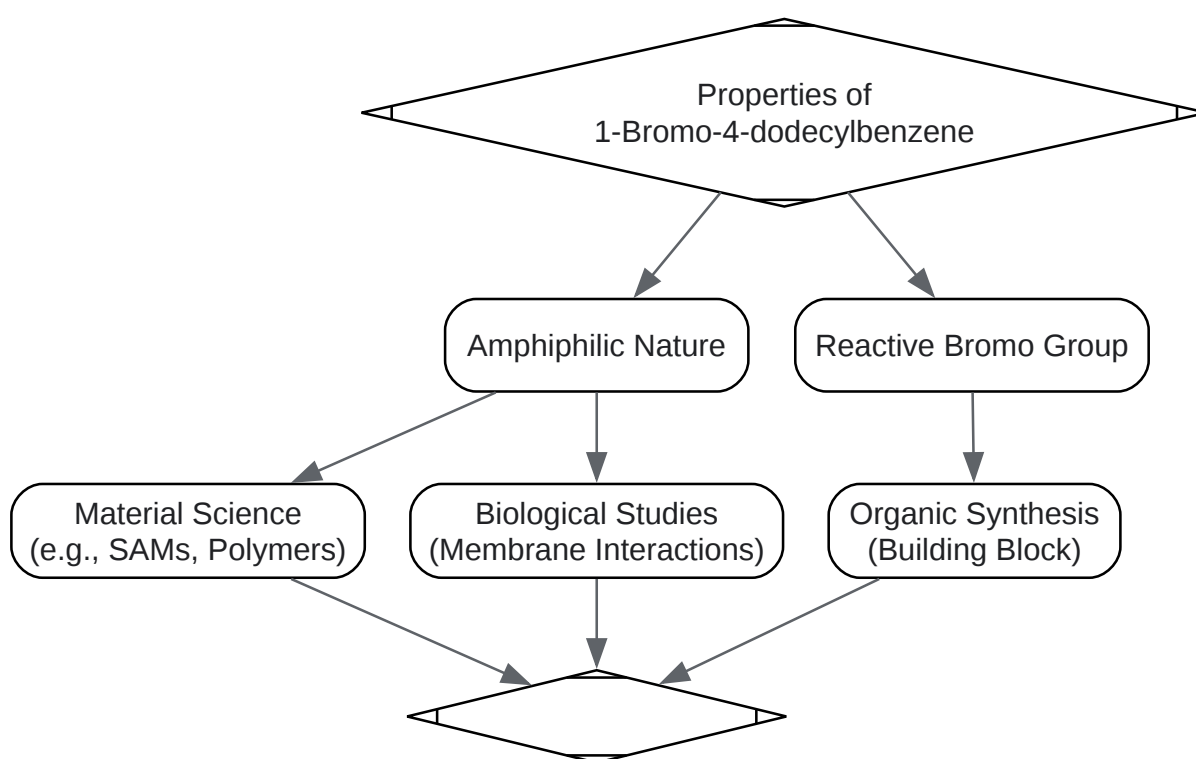 Properties of
1-Bromo-4-dodecylbenzene
Amphiphilic Nature
Reactive Bromo Group
Material Science
(e.g., SAMs, Polymers)
Biological Studies
(Membrane Interactions)
Organic Synthesis
(Building Block)